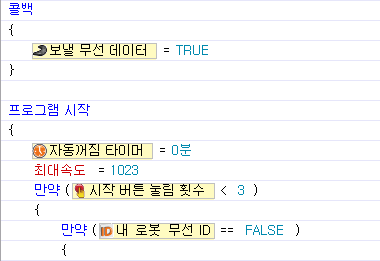 콜백
{
보낼 무선 데이터 = TRUE
}
프로그램 시작
{
자동꺼짐 타이머 = 0분
최대속도 = 1023
만약 ( 시작 버튼 눌림 횟수 < 3 )
{
만약 ( 내 로봇 무선 ID == FALSE )
{